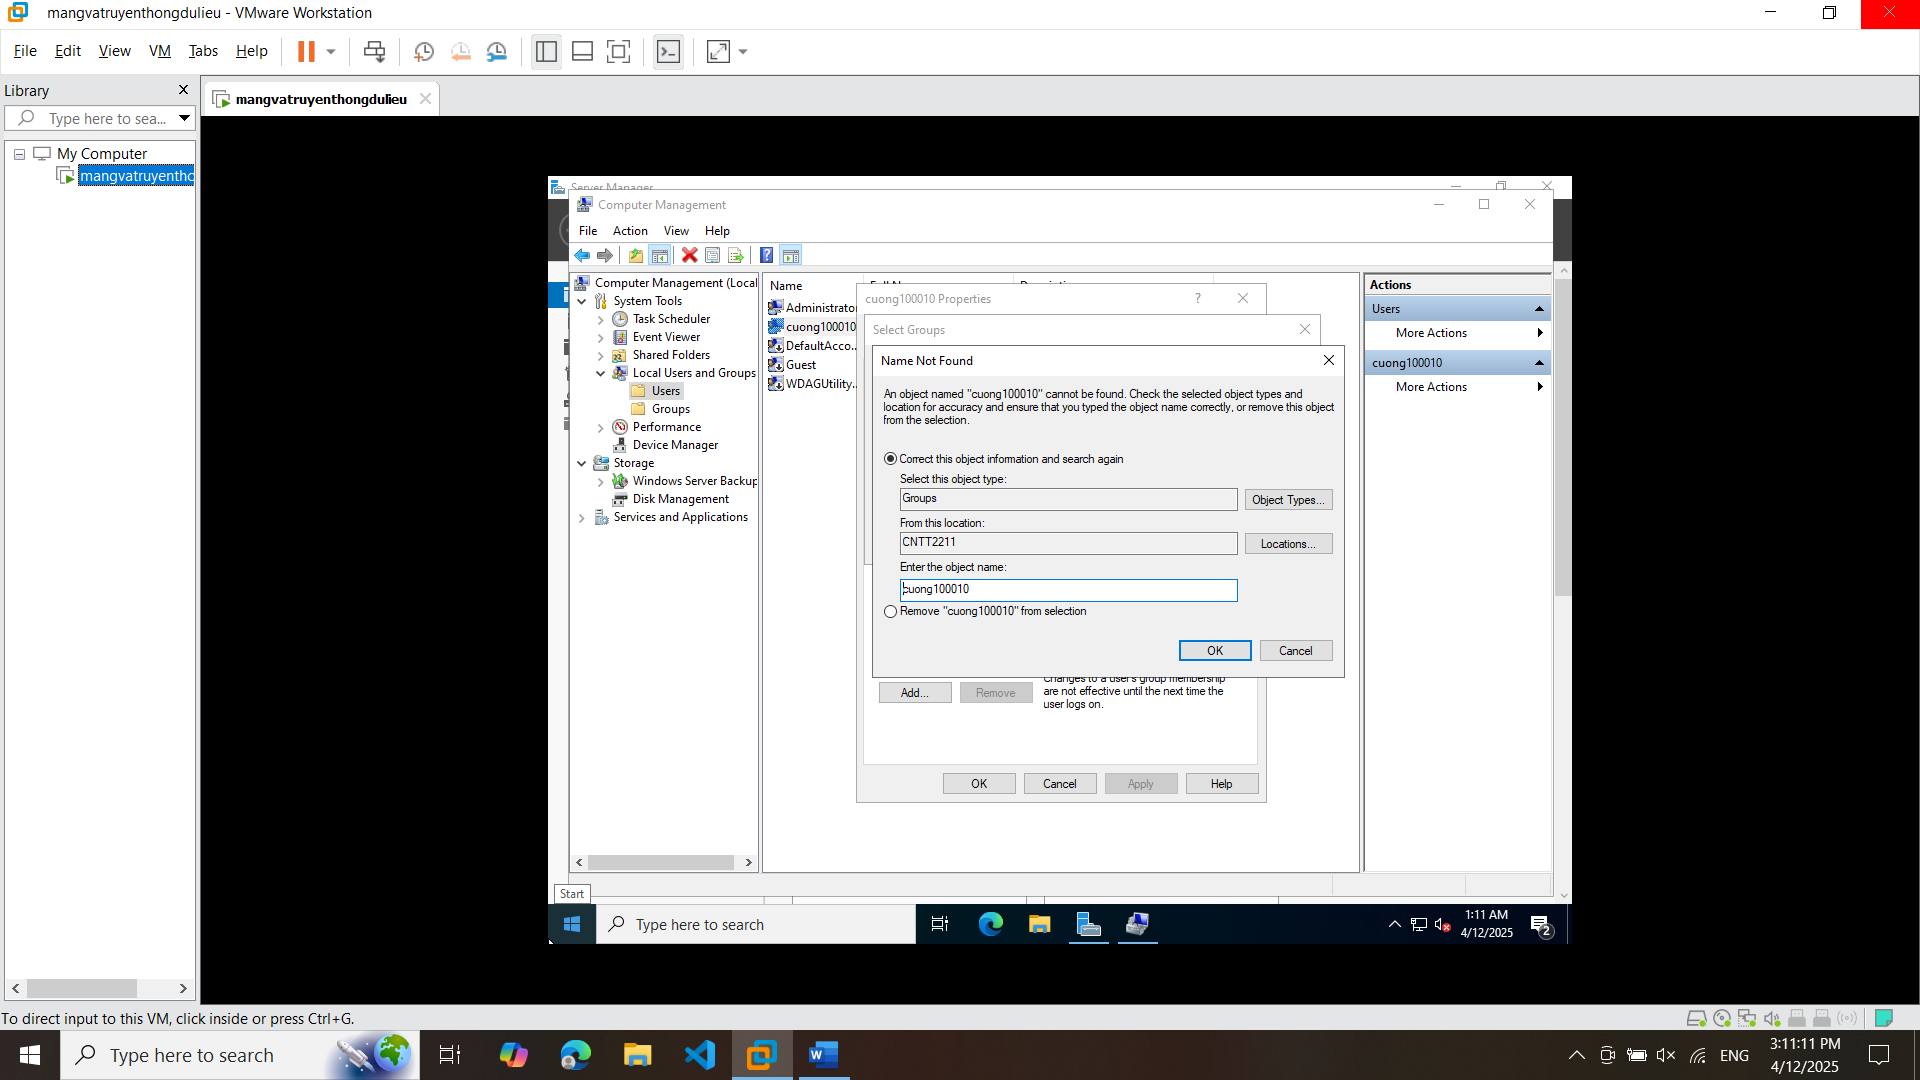 mangvatruyenthongdulieu - VMware Workstation
File Edit View VM Tabs Help
Library
Type here to sea...
mangvatruyenthongdulieu
My Computer
mangvatruyenthc
Server Manager
Computer Management
File Action View Help
Computer Management (Local
System Tools
Task Scheduler
Event Viewer
Shared Folders
Local Users and Groups
Users
Groups
Performance
Device Manager
Storage
Windows Server Backup
Disk Management
Services and Applications
Name
Administrator
cuong100010
DefaultAcco...
Guest
WDAGUtility...
cuong100010 Properties
?
Select Groups
Name Not Found
An object named "cuong100010" cannot be found. Check the selected object types and
location for accuracy and ensure that you typed the object name correctly, or remove this object
from the selection.
Correct this object information and search again
Select this object type:
Groups
Object Types...
From this location:
CNTT2211
Locations...
Enter the object name:
cuong100010
Remove "cuong100010" from selection
OK Cancel
Add... Remove
Changes to a user's group membership
are not effective until the next time the
user logs on.
OK Cancel Apply Help
Actions
Users
More Actions
cuong100010
More Actions
Start
Type here to search
1:11 AM
4/12/2025
2
To direct input to this VM, click inside or press Ctrl+G.
Type here to search
ENG
3:11:11 PM
4/12/2025